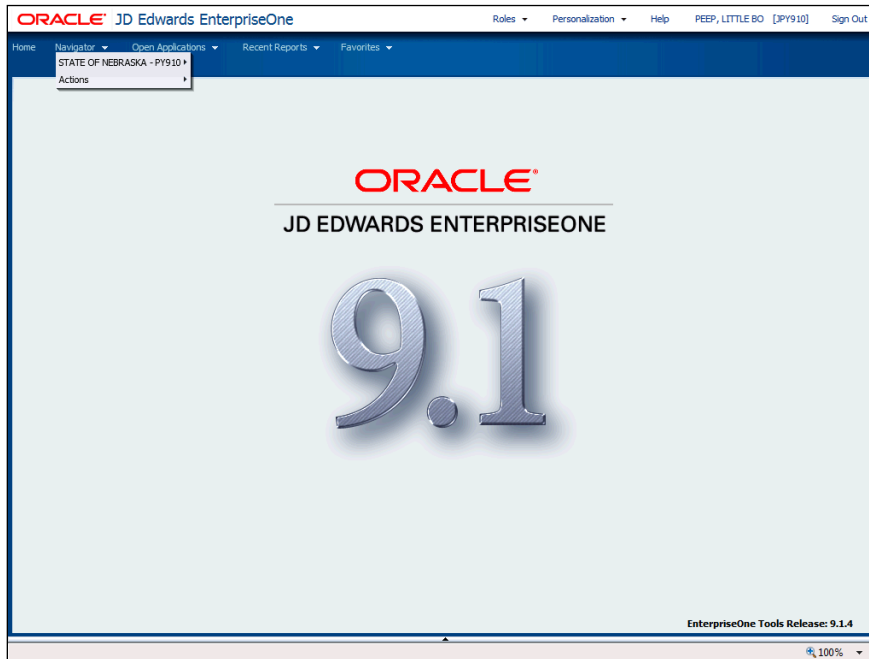 ORACLE® JD Edwards EnterpriseOne
Roles Personalization Help PEEP, LITTLE BO [JPY910] Sign Out
Home Navigator Open Applications Recent Reports Favorites
STATE OF NEBRASKA - PY910
Actions
ORACLE®
JD EDWARDS ENTERPRISEONE
9.1
EnterpriseOne Tools Release: 9.1.4
100%